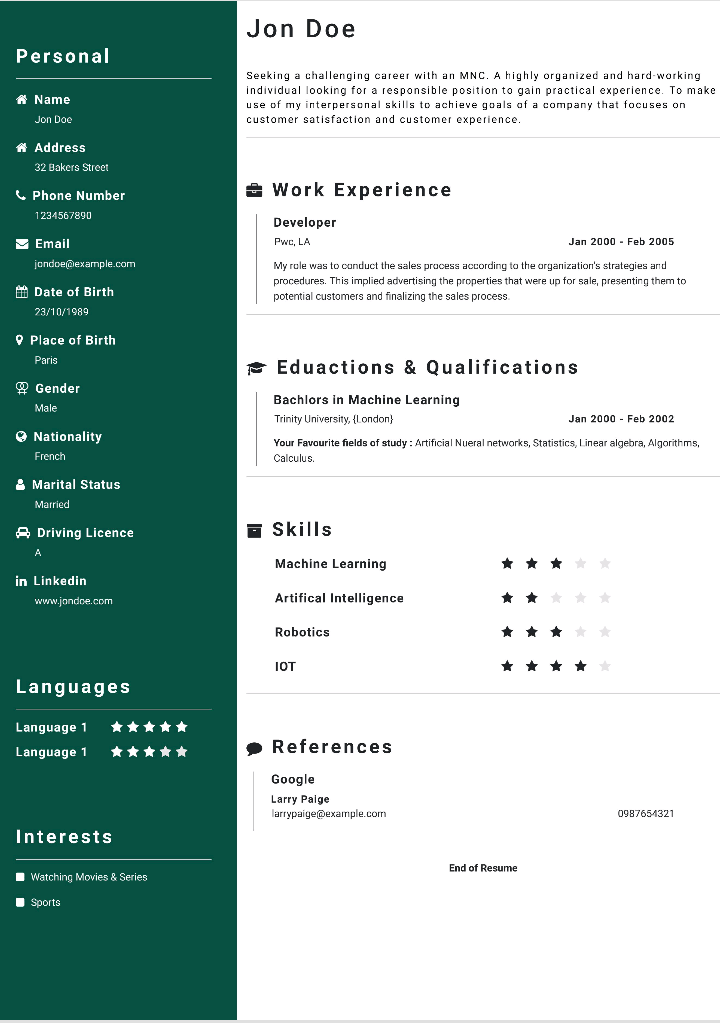 Personal
Name
Jon Doe
Address
32 Bakers Street
Phone Number
1234567890
Email
jondoe@example.com
Date of Birth
23/10/1989
Place of Birth
Paris
Gender
Male
Nationality
French
Marital Status
Married
Driving Licence
A
in Linkedin
www.jondoe.com
Languages
Language 1
Language 1
Interests
Watching Movies & Series
Sports
Jon Doe
Seeking a challenging career with an MNC. A highly organized and hard-working
individual looking for a responsible position to gain practical experience. To make
use of my interpersonal skills to achieve goals of a company that focuses on
customer satisfaction and customer experience.
Work Experience
Developer
Pwc, LA Jan 2000 - Feb 2005
My role was to conduct the sales process according to the organization's strategies and
procedures. This implied advertising the properties that were up for sale, presenting them to
potential customers and finalizing the sales process.
Eduactions & Qualifications
Bachlors in Machine Learning
Trinity University, {London} Jan 2000 - Feb 2002
Your Favourite fields of study : Artificial Nueral networks, Statistics, Linear algebra, Algorithms,
Calculus.
Skills
Machine Learning
Artifical Intelligence
Robotics
IOT
References
Google
Larry Paige
larrypaige@example.com 0987654321
End of Resume